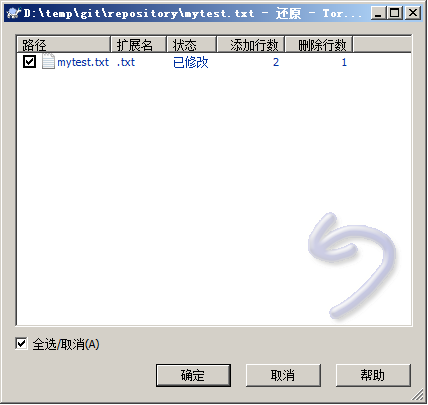 D:\temp\git\repository\mytest.txt - 还原 - Tor...
路径 扩展名 状态 添加行数 删除行数
mytest.txt .txt 已修改 2 1
全选/取消(A)
确定 取消 帮助